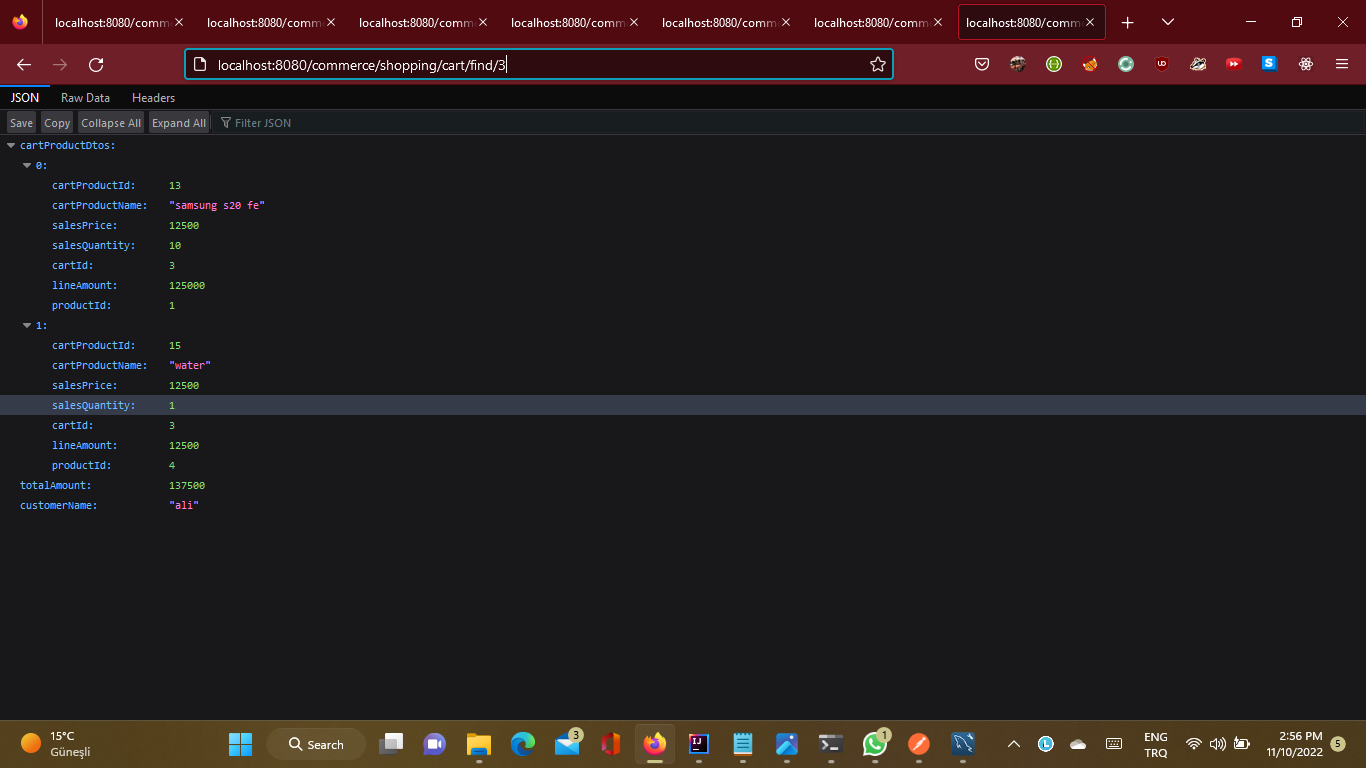 localhost:8080/comm localhost:8080/comm localhost:8080/comm localhost:8080/comm localhost:8080/comm localhost:8080/comm localhost:8080/comm
localhost:8080/commerce/shopping/cart/find/3
JSON Raw Data Headers
Save Copy Collapse All Expand All Filter JSON
cartProductDtos:
0:
cartProductId: 13
cartProductName: "samsung s20 fe"
salesPrice: 12500
salesQuantity: 10
cartId: 3
lineAmount: 125000
productId: 1
1:
cartProductId: 15
cartProductName: "water"
salesPrice: 12500
salesQuantity: 1
cartId: 3
lineAmount: 12500
productId: 4
totalAmount: 137500
customerName: "ali"
15°C
Güneşli
Search
3
1
ENG
TRQ
2:56 PM
11/10/2022
5